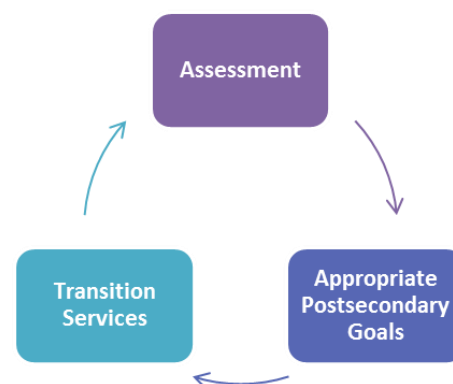 Assessment
Appropriate
Postsecondary
Goals
Transition
Services